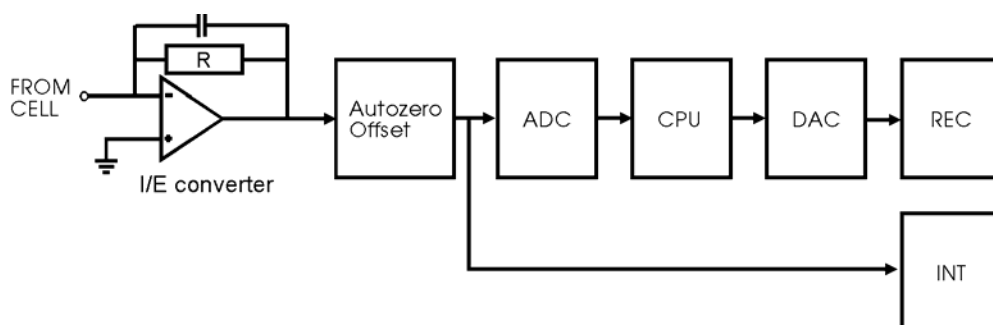 R
FROM
CELL
-
+
I/E converter
Autozero
Offset
ADC
CPU
DAC
REC
INT